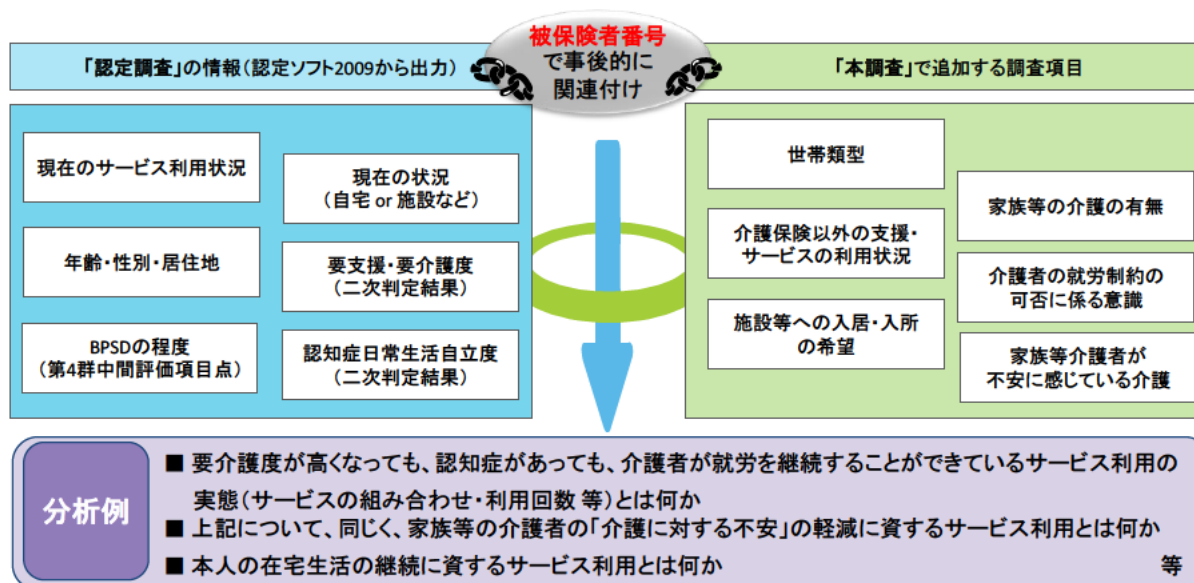 被保険者番号
で事後的に
関連付け
「認定調査」の情報(認定ソフト2009から出力)
「本調査」で追加する調査項目
現在のサービス利用状況
現在の状況
(自宅 or 施設など)
年齢・性別・居住地
要支援・要介護度
(二次判定結果)
BPSDの程度
(第4群中間評価項目点)
認知症日常生活自立度
(二次判定結果)
世帯類型
家族等の介護の有無
介護保険以外の支援・
サービスの利用状況
介護者の就労制約の
可否に係る意識
施設等への入居・入所
の希望
家族等介護者が
不安に感じている介護
分析例
■ 要介護度が高くなっても、認知症があっても、介護者が就労を継続することができているサービス利用の
実態(サービスの組み合わせ・利用回数 等)とは何か
■ 上記について、同じく、家族等の介護者の「介護に対する不安」の軽減に資するサービス利用とは何か
■ 本人の在宅生活の継続に資するサービス利用とは何か 等